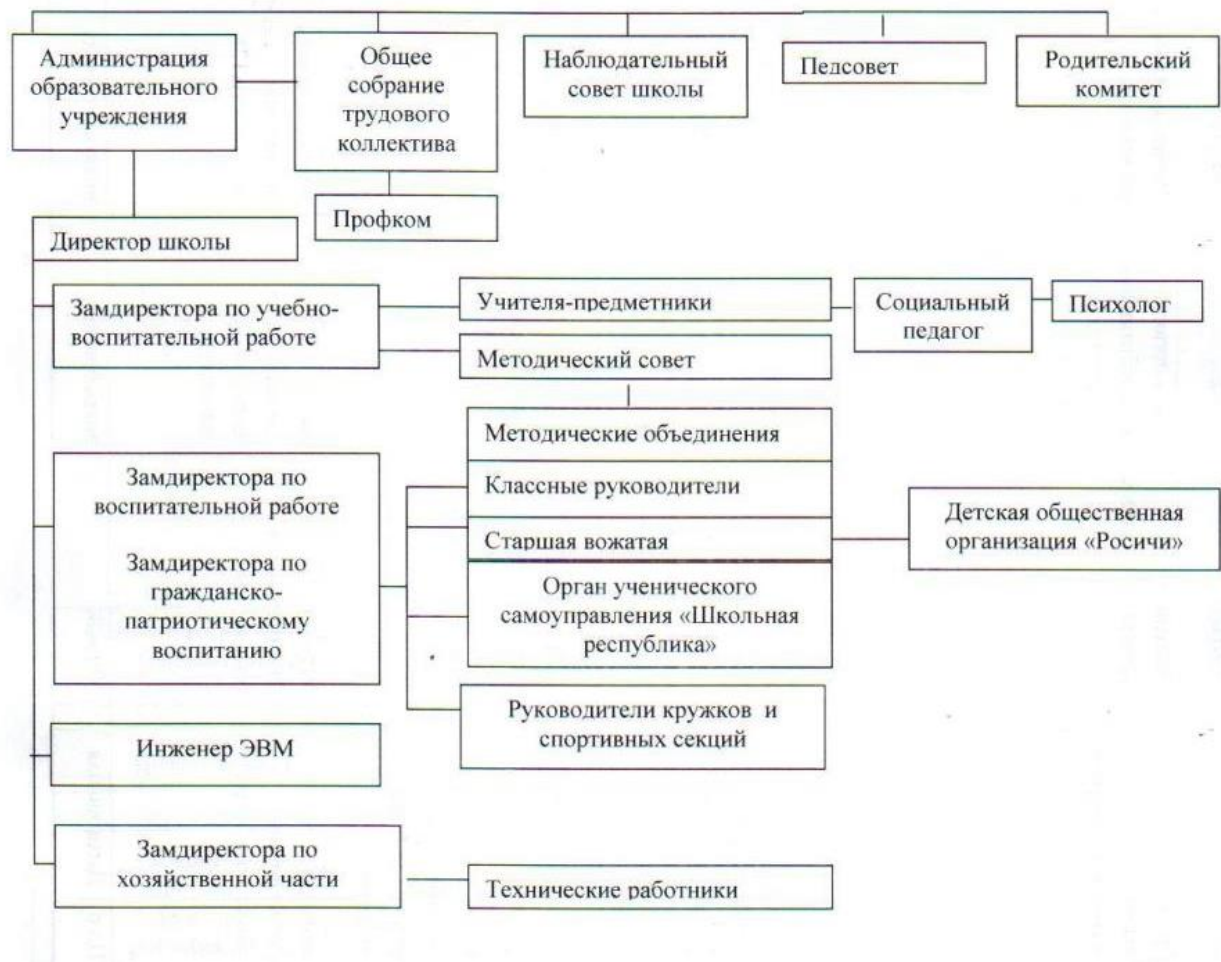 Администрация
образовательного
учреждения
Общее
собрание
трудового
коллектива
Наблюдательный
совет школы
Педсовет
Родительский
комитет
Профком
Директор школы
Замдиректора по учебно-
воспитательной работе
Учителя-предметники
Социальный
педагог
Психолог
Методический совет
Методические объединения
Замдиректора по
воспитательной работе
Замдиректора по
гражданско-
патриотическому
воспитанию
Классные руководители
Старшая вожатая
Детская общественная
организация «Росичи»
Орган ученического
самоуправления «Школьная
республика»
Руководители кружков и
спортивных секций
Инженер ЭВМ
Замдиректора по
хозяйственной части
Технические работники